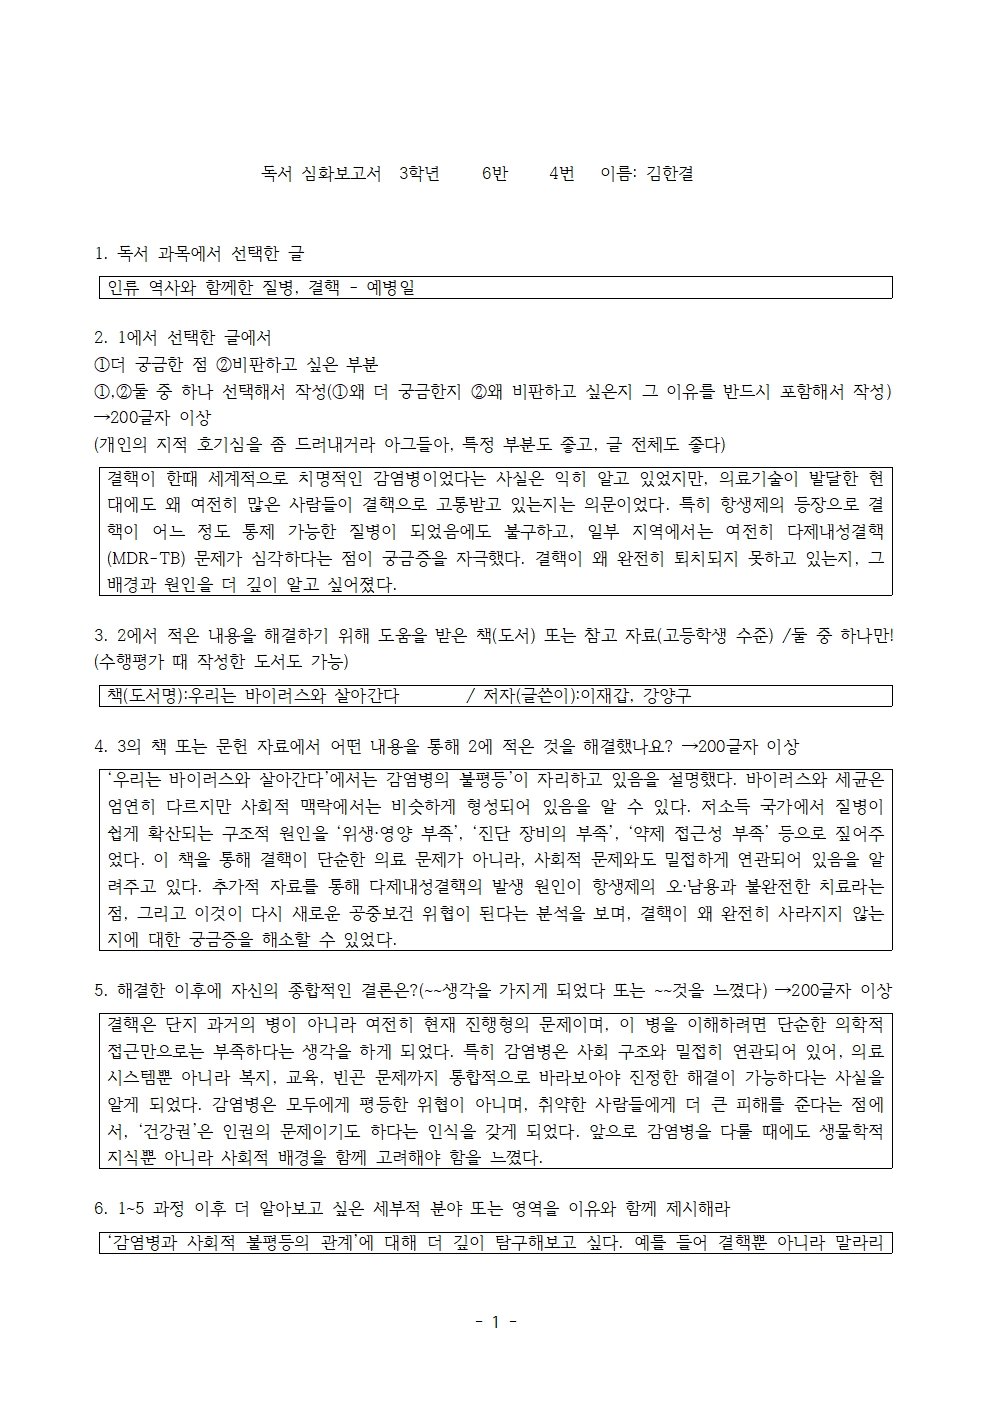 독서 심화보고서 3학년 6반 4번 이름: 김한결
1. 독서 과목에서 선택한 글
인류 역사와 함께한 질병, 결핵 - 예병일
2. 1에서 선택한 글에서
①더 궁금한 점 ②비판하고 싶은 부분
①,②둘 중 하나 선택해서 작성(①왜 더 궁금한지 ②왜 비판하고 싶은지 그 이유를 반드시 포함해서 작성)
→200글자 이상
(개인의 지적 호기심을 좀 드러내거라 아그들아, 특정 부분도 좋고, 글 전체도 좋다)
결핵이 한때 세계적으로 치명적인 감염병이었다는 사실은 익히 알고 있었지만, 의료기술이 발달한 현
대에도 왜 여전히 많은 사람들이 결핵으로 고통받고 있는지는 의문이었다. 특히 항생제의 등장으로 결
핵이 어느 정도 통제 가능한 질병이 되었음에도 불구하고, 일부 지역에서는 여전히 다제내성결핵
(MDR-TB) 문제가 심각하다는 점이 궁금증을 자극했다. 결핵이 왜 완전히 퇴치되지 못하고 있는지, 그
배경과 원인을 더 깊이 알고 싶어졌다.
3. 2에서 적은 내용을 해결하기 위해 도움을 받은 책(도서) 또는 참고 자료(고등학생 수준) /둘 중 하나만!
(수행평가 때 작성한 도서도 가능)
책(도서명):우리는 바이러스와 살아간다 / 저자(글쓴이):이재갑, 강양구
4. 3의 책 또는 문헌 자료에서 어떤 내용을 통해 2에 적은 것을 해결했나요? →200글자 이상
‘우리는 바이러스와 살아간다’에서는 감염병의 불평등’이 자리하고 있음을 설명했다. 바이러스와 세균은
엄연히 다르지만 사회적 맥락에서는 비슷하게 형성되어 있음을 알 수 있다. 저소득 국가에서 질병이
쉽게 확산되는 구조적 원인을 ‘위생·영양 부족’, ‘진단 장비의 부족’, ‘약제 접근성 부족’ 등으로 짚어주
었다. 이 책을 통해 결핵이 단순한 의료 문제가 아니라, 사회적 문제와도 밀접하게 연관되어 있음을 알
려주고 있다. 추가적 자료를 통해 다제내성결핵의 발생 원인이 항생제의 오·남용과 불완전한 치료라는
점, 그리고 이것이 다시 새로운 공중보건 위협이 된다는 분석을 보며, 결핵이 왜 완전히 사라지지 않는
지에 대한 궁금증을 해소할 수 있었다.
5. 해결한 이후에 자신의 종합적인 결론은?(~~생각을 가지게 되었다 또는 ~~것을 느꼈다) →200글자 이상
결핵은 단지 과거의 병이 아니라 여전히 현재 진행형의 문제이며, 이 병을 이해하려면 단순한 의학적
접근만으로는 부족하다는 생각을 하게 되었다. 특히 감염병은 사회 구조와 밀접히 연관되어 있어, 의료
시스템뿐 아니라 복지, 교육, 빈곤 문제까지 통합적으로 바라보아야 진정한 해결이 가능하다는 사실을
알게 되었다. 감염병은 모두에게 평등한 위협이 아니며, 취약한 사람들에게 더 큰 피해를 준다는 점에
서, ‘건강권’은 인권의 문제이기도 하다는 인식을 갖게 되었다. 앞으로 감염병을 다룰 때에도 생물학적
지식뿐 아니라 사회적 배경을 함께 고려해야 함을 느꼈다.
6. 1~5 과정 이후 더 알아보고 싶은 세부적 분야 또는 영역을 이유와 함께 제시해라
‘감염병과 사회적 불평등의 관계’에 대해 더 깊이 탐구해보고 싶다. 예를 들어 결핵뿐 아니라 말라리
- 1 -